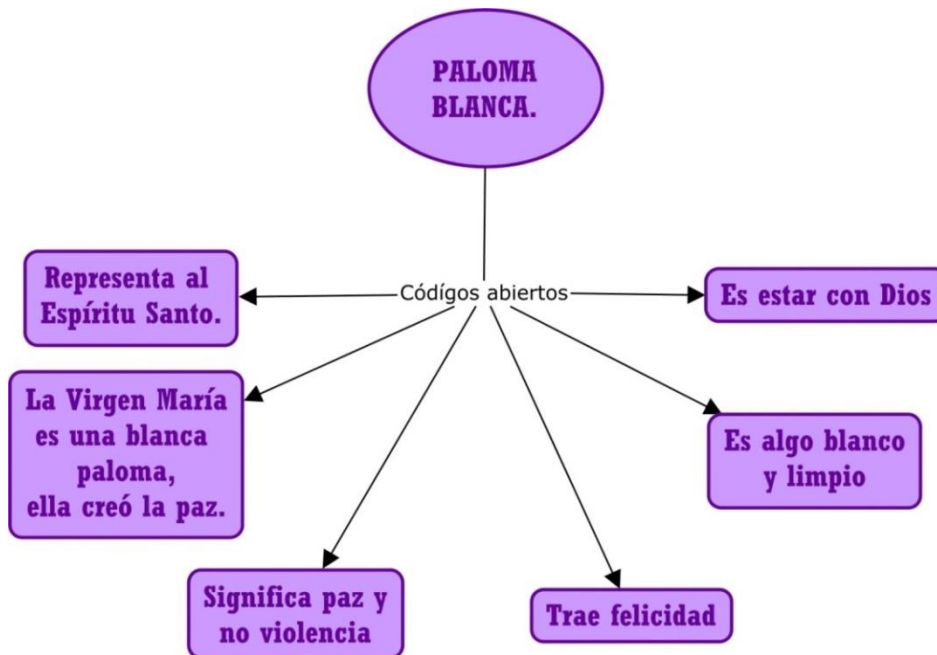 PALOMA
BLANCA.
Códigos abiertos
Representa al
Espíritu Santo.
Es estar con Dios
La Virgen María
es una blanca
paloma,
ella creó la paz.
Es algo blanco
y limpio
Significa paz y
no violencia
Trae felicidad